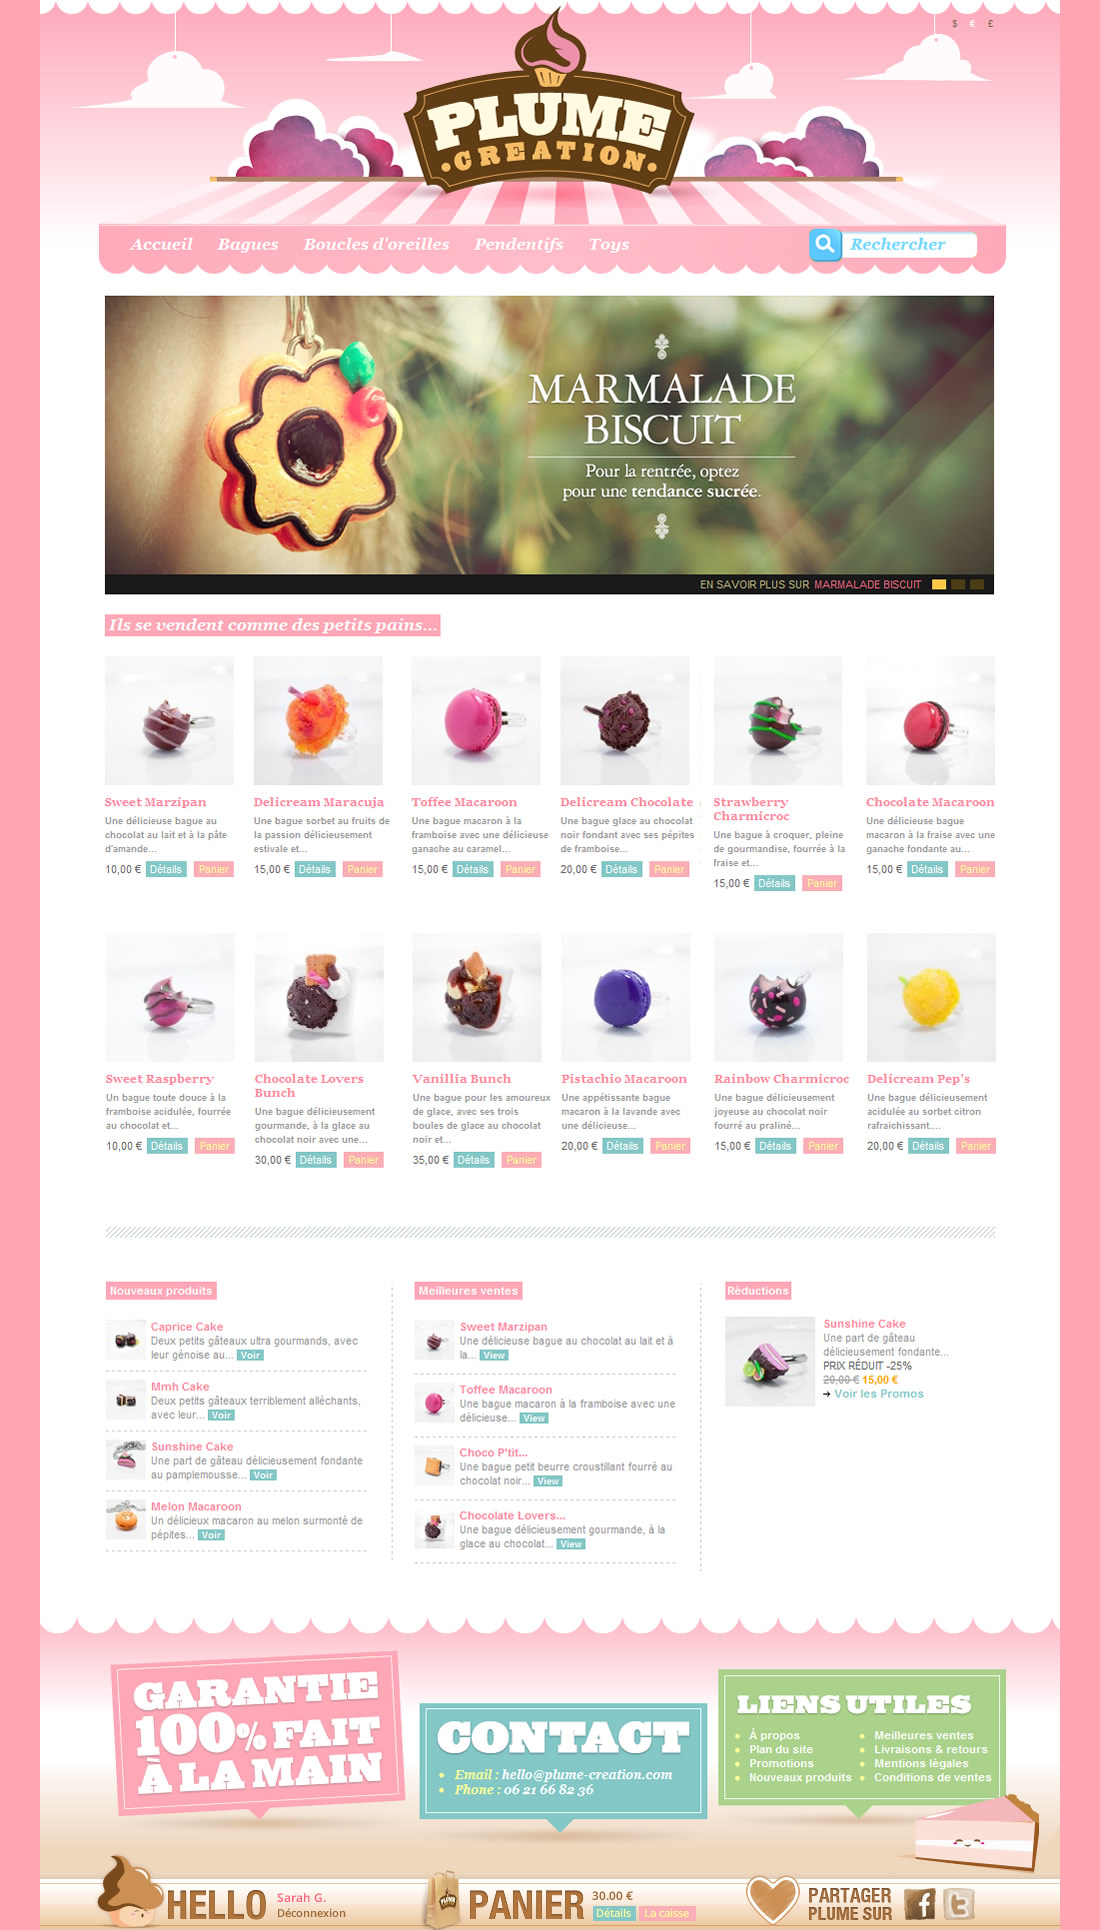 $ € £
PLUME
CREATION
Accueil Bagues Boucles d'oreilles Pendentifs Toys Rechercher
MARMALADE
BISCUIT
Pour la rentrée, optez
pour une tendance sucrée.
EN SAVOIR PLUS SUR MARMALADE BISCUIT
Ils se vendent comme des petits pains...
Sweet Marzipan
Une délicieuse bague au
chocolat au lait et à la pâte
d'amande...
10,00 € Détails Panier
Delicream Maracuja
Une bague sorbet au fruits de
la passion délicieusement
estivale et...
15,00 € Détails Panier
Toffee Macaroon
Une bague macaron à la
framboise avec une délicieuse
ganache au caramel...
15,00 € Détails Panier
Delicream Chocolate
Une bague glace au chocolat
noir fondant avec ses pépites
de framboise...
20,00 € Détails Panier
Strawberry
Charmicroc
Une bague à croquer, pleine
de gourmandise, fourrée à la
fraise et...
15,00 € Détails Panier
Chocolate Macaroon
Une délicieuse bague
macaron à la fraise avec une
ganache fondante au...
15,00 € Détails Panier
Sweet Raspberry
Un bague toute douce à la
framboise acidulée, fourrée
au chocolat et...
10,00 € Détails Panier
Chocolate Lovers
Bunch
Une bague délicieusement
gourmande, à la glace au
chocolat noir avec une...
30,00 € Détails Panier
Vanillia Bunch
Une bague pour les amoureux
de glace, avec ses trois
boules de glace au chocolat
noir et...
35,00 € Détails Panier
Pistachio Macaroon
Une appétissante bague
macaron à la lavande avec
une délicieuse...
20,00 € Détails Panier
Rainbow Charmicroc
Une bague délicieusement
joyeuse au chocolat noir
fourré au praliné...
15,00 € Détails Panier
Delicream Pep's
Une bague délicieusement
acidulée au sorbet citron
rafraichissant....
20,00 € Détails Panier
Nouveaux produits
Caprice Cake
Deux petits gâteaux ultra gourmands, avec
leur génoise au... Voir
Mmh Cake
Deux petits gâteaux terriblement alléchants,
avec leur... Voir
Sunshine Cake
Une part de gâteau délicieusement fondante
au pamplemousse... Voir
Melon Macaroon
Un délicieux macaron au melon surmonté de
pépites... Voir
Meilleures ventes
Sweet Marzipan
Une délicieuse bague au chocolat au lait et à
la... View
Toffee Macaroon
Une bague macaron à la framboise avec une
délicieuse... View
Choco P'tit...
Une bague petit beurre croustillant fourré au
chocolat noir... View
Chocolate Lovers...
Une bague délicieusement gourmande, à la
glace au chocolat... View
Réductions
Sunshine Cake
Une part de gâteau
délicieusement fondante...
PRIX RÉDUIT -25%
20,00 € 15,00 €
Voir les Promos
GARANTIE
100% FAIT
À LA MAIN
CONTACT
Email : hello@plume-creation.com
Phone : 06 21 66 82 36
LIENS UTILES
À propos
Plan du site
Promotions
Nouveaux produits
Meilleures ventes
Livraisons & retours
Mentions légales
Conditions de ventes
HELLO
Sarah G.
Déconnexion
PLUME
PANIER
30.00 €
Détails La caisse
PARTAGER
PLUME SUR
f t